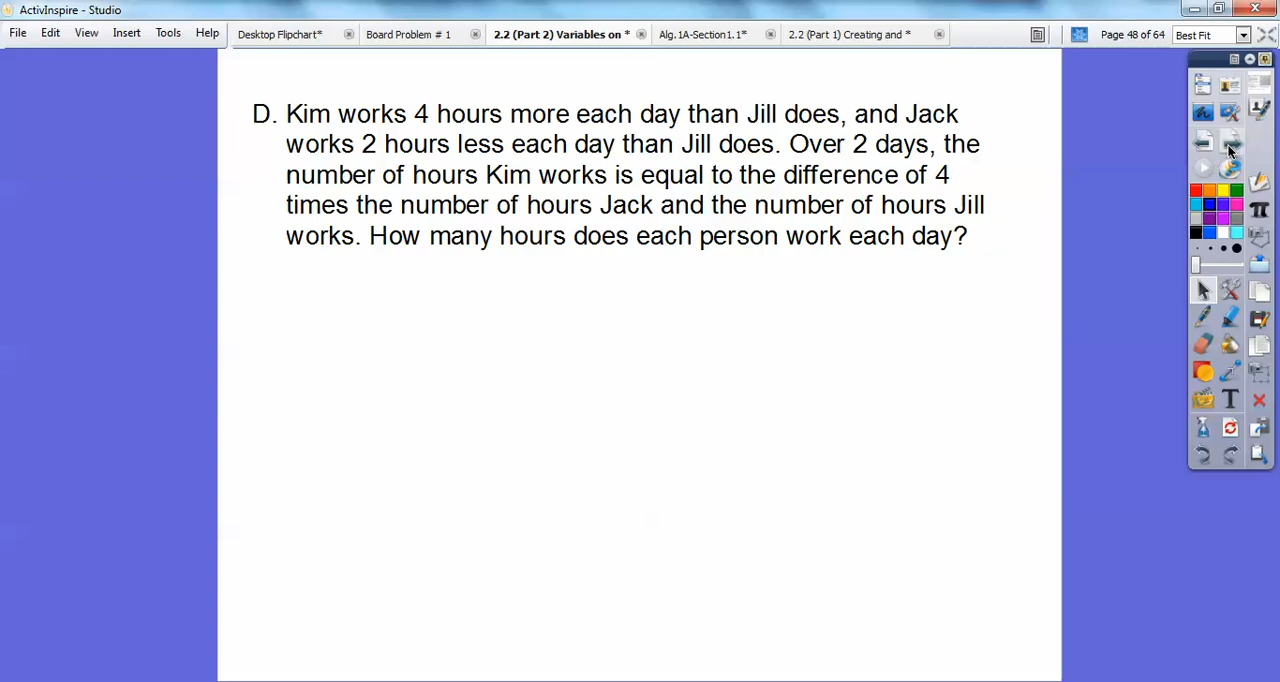 ActivInspire - Studio
File Edit View Insert Tools Help
Desktop Flipchart* Board Problem # 1 2.2 (Part 2) Variables on * Alg.1A-Section1.1* 2.2 (Part 1) Creating and * Page 48 of 64 Best Fit
D. Kim works 4 hours more each day than Jill does, and Jack
works 2 hours less each day than Jill does. Over 2 days, the
number of hours Kim works is equal to the difference of 4
times the number of hours Jack and the number of hours Jill
works. How many hours does each person work each day?